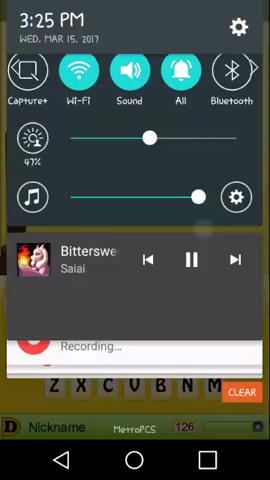 3:25 PM
WED, MAR 15, 2017
Capture+ Wi-Fi Sound All Bluetooth
47%
Bitterswe
Saiai
Recording...
Z X C V B N M
CLEAR
D Nickname 126
MetroPCS